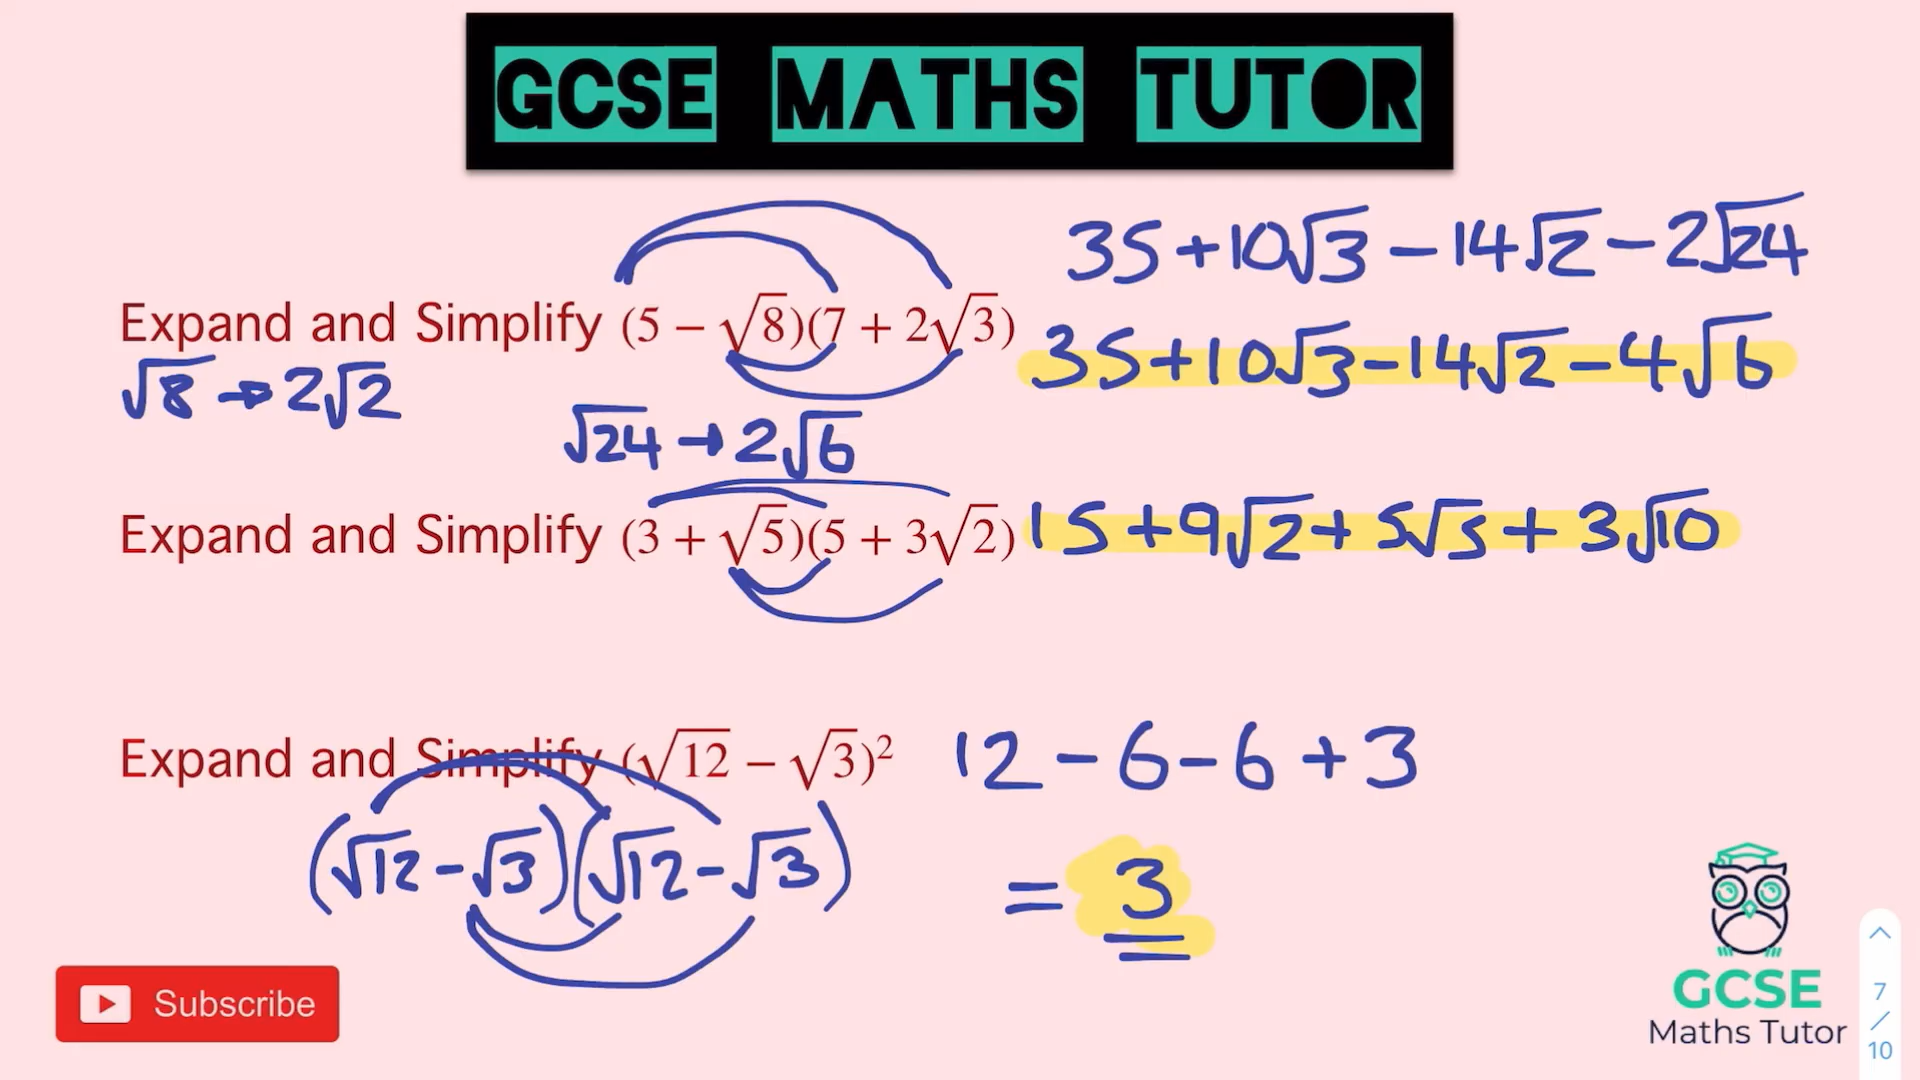 GCSE MATHS TUTOR
35 + 10√3 − 14√2 − 2√24
Expand and Simplify (5 − √8)(7 + 2√3)
35 + 10√3 − 14√2 − 4√6
√8 → 2√2
√24 → 2√6
Expand and Simplify (3 + √5)(5 + 3√2)
15 + 9√2 + 5√5 + 3√10
Expand and Simplify (√12 − √3)²
12 − 6 − 6 + 3
(√12 − √3)(√12 − √3)
= 3
Subscribe
GCSE
Maths Tutor
7
/
10